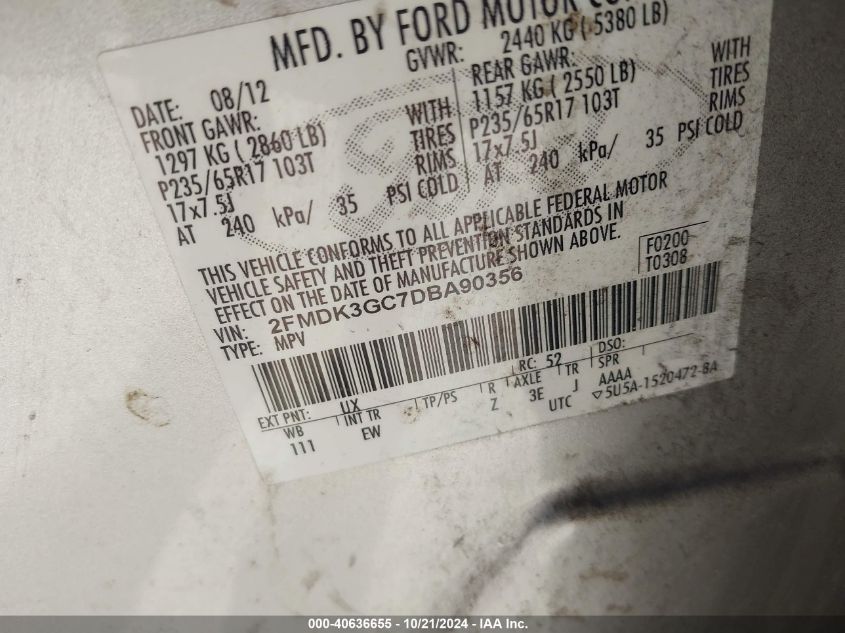 MFD. BY FORD MOTOR CO
GVWR: 2440 KG ( 5380 LB)
DATE: 08/12
FRONT GAWR:
1297 KG ( 2860 LB) WITH
P235/65R17 103T TIRES
17x7.5J RIMS
AT 240 kPa/ 35 PSI COLD
REAR GAWR:
1157 KG ( 2550 LB) WITH
P235/65R17 103T TIRES
17x7.5J RIMS
AT 240 kPa/ 35 PSI COLD
THIS VEHICLE CONFORMS TO ALL APPLICABLE FEDERAL MOTOR
VEHICLE SAFETY AND THEFT PREVENTION STANDARDS IN
EFFECT ON THE DATE OF MANUFACTURE SHOWN ABOVE.
VIN: 2FMDK3GC7DBA90356
TYPE: MPV
F0200
T0308
EXT PNT: UX RC: 52 DSO:
WB INT TR TP/PS R AXLE TR SPR
111 EW Z 3E J AAAA
UTC ▽5U5A-1520472-BA
000-40636655 - 10/21/2024 - IAA Inc.